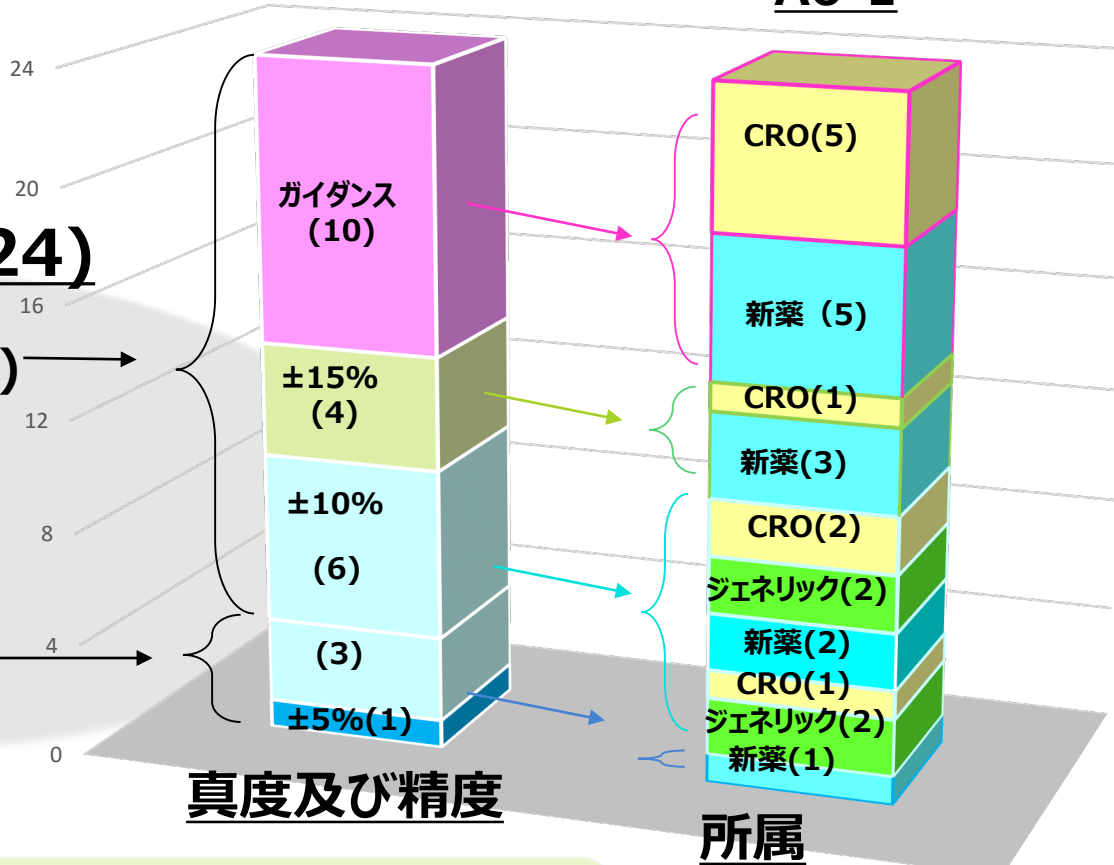 24
20
16
12
8
4
0
24)
)
ガイダンス
(10)
±15%
(4)
±10%
(6)
(3)
±5%(1)
真度及び精度
CRO(5)
新薬（5)
CRO(1)
新薬(3)
CRO(2)
ジェネリック(2)
新薬(2)
CRO(1)
ジェネリック(2)
新薬(1)
所属